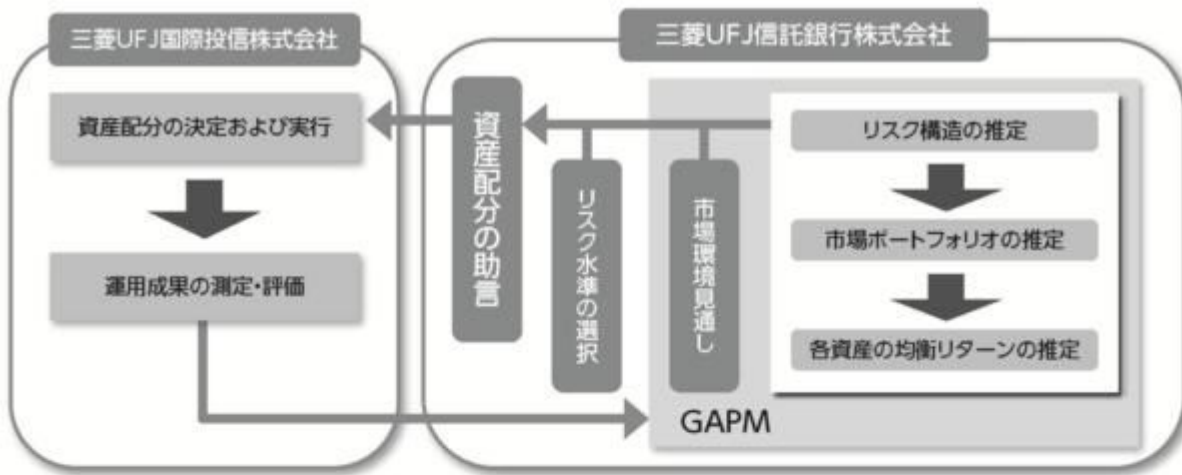 三菱UFJ国際投信株式会社
資産配分の決定および実行
運用成果の測定・評価
三菱UFJ信託銀行株式会社
資産配分の助言
リスク水準の選択
市場環境見通し
リスク構造の推定
市場ポートフォリオの推定
各資産の均衡リターンの推定
GAPM